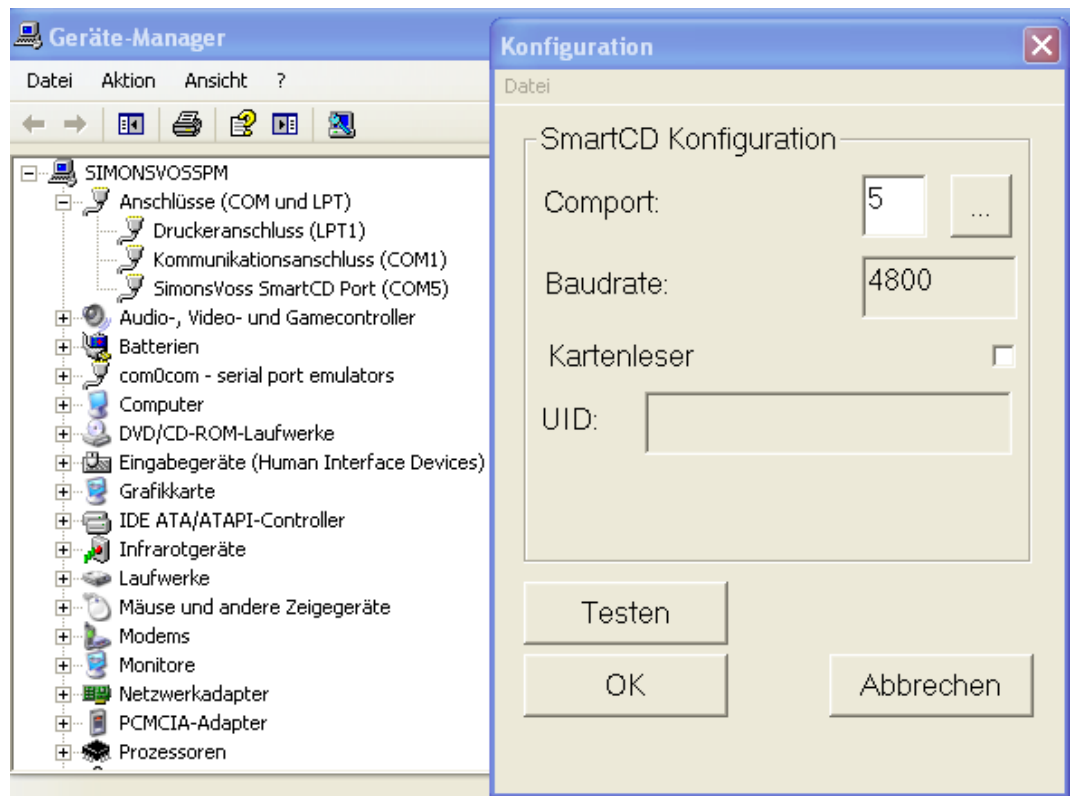 Geräte-Manager
Datei Aktion Ansicht ?
SIMONSVOSSPM
Anschlüsse (COM und LPT)
Druckeranschluss (LPT1)
Kommunikationsanschluss (COM1)
SimonsVoss SmartCD Port (COM5)
Audio-, Video- und Gamecontroller
Batterien
com0com - serial port emulators
Computer
DVD/CD-ROM-Laufwerke
Eingabegeräte (Human Interface Devices)
Grafikkarte
IDE ATA/ATAPI-Controller
Infrarotgeräte
Laufwerke
Mäuse und andere Zeigegeräte
Modems
Monitore
Netzwerkadapter
PCMCIA-Adapter
Prozessoren
Konfiguration
Datei
SmartCD Konfiguration
Comport: 5 ...
Baudrate: 4800
Kartenleser
UID:
Testen
OK Abbrechen